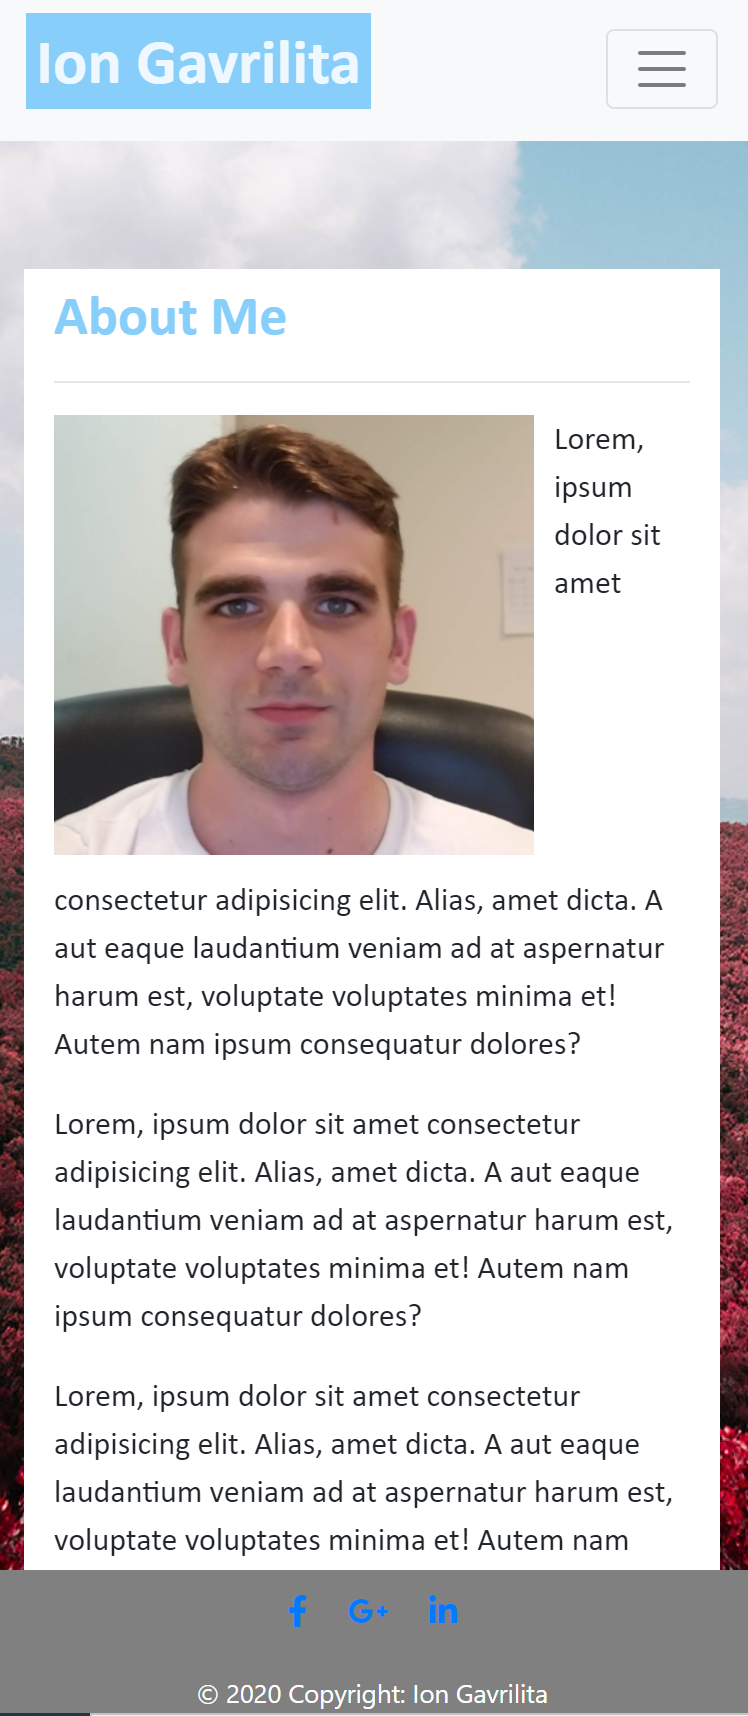 Ion Gavrilita
About Me
Lorem,
ipsum
dolor sit
amet
consectetur adipisicing elit. Alias, amet dicta. A
aut eaque laudantium veniam ad at aspernatur
harum est, voluptate voluptates minima et!
Autem nam ipsum consequatur dolores?
Lorem, ipsum dolor sit amet consectetur
adipisicing elit. Alias, amet dicta. A aut eaque
laudantium veniam ad at aspernatur harum est,
voluptate voluptates minima et! Autem nam
ipsum consequatur dolores?
Lorem, ipsum dolor sit amet consectetur
adipisicing elit. Alias, amet dicta. A aut eaque
laudantium veniam ad at aspernatur harum est,
voluptate voluptates minima et! Autem nam
f G+ in
© 2020 Copyright: Ion Gavrilita